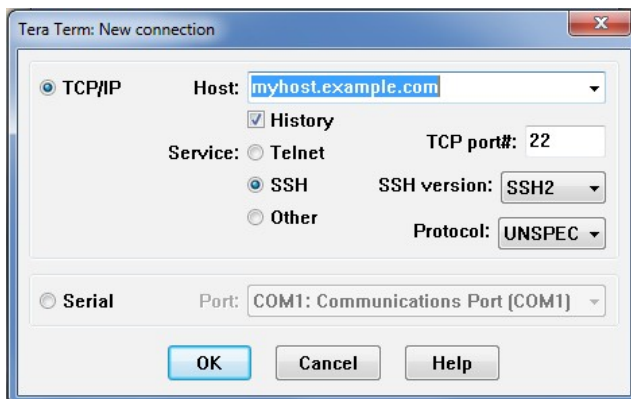 Tera Term: New connection
TCP/IP Host: myhost.example.com
History
Service: Telnet TCP port#: 22
SSH SSH version: SSH2
Other Protocol: UNSPEC
Serial Port: COM1: Communications Port (COM1)
OK Cancel Help